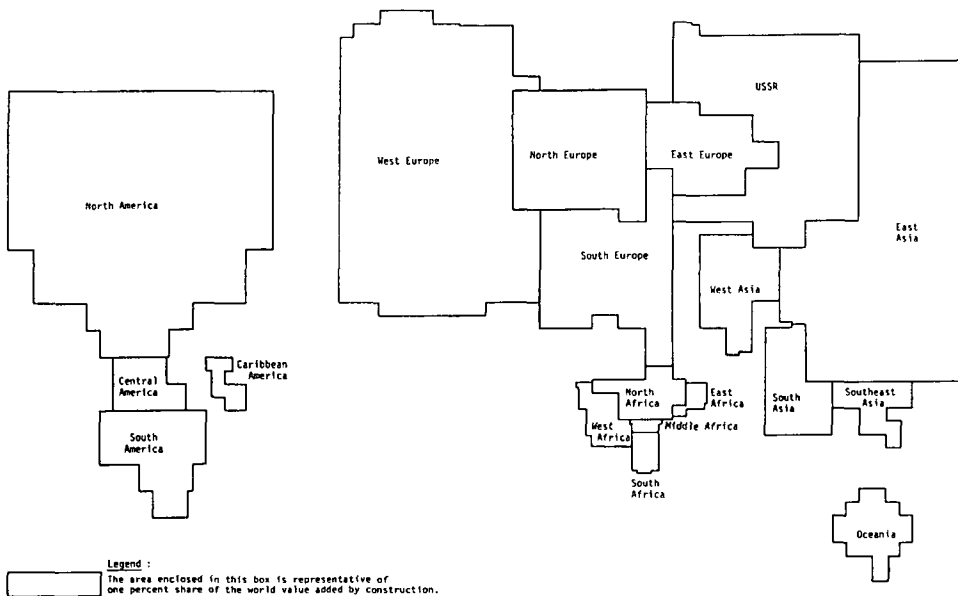 USSR
West Europe
North Europe
East Europe
North America
East
Asia
South Europe
West Asia
Caribbean
America
Central
America
North
Africa
East
Africa
South
Asia
Southeast
Asia
West
Africa
Middle Africa
South
America
South
Africa
Oceania
Legend :
The area enclosed in this box is representative of
one percent share of the world value added by construction.